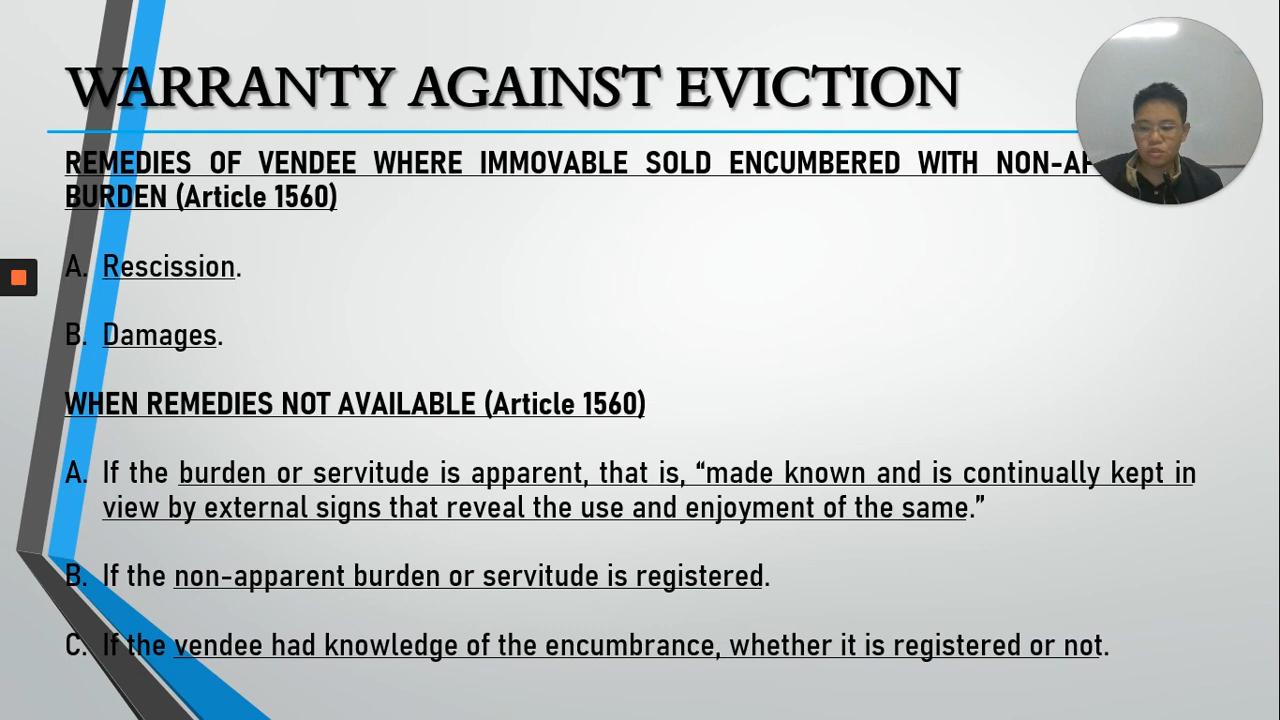 WARRANTY AGAINST EVICTION
REMEDIES OF VENDEE WHERE IMMOVABLE SOLD ENCUMBERED WITH
BURDEN (Article 1560)
A. Rescission.
B. Damages.
WHEN REMEDIES NOT AVAILABLE (Article 1560)
A. If the burden or servitude is apparent, that is, “made known and is continually kept in
view by external signs that reveal the use and enjoyment of the same.”
B. If the non-apparent burden or servitude is registered.
C. If the vendee had knowledge of the encumbrance, whether it is registered or not.